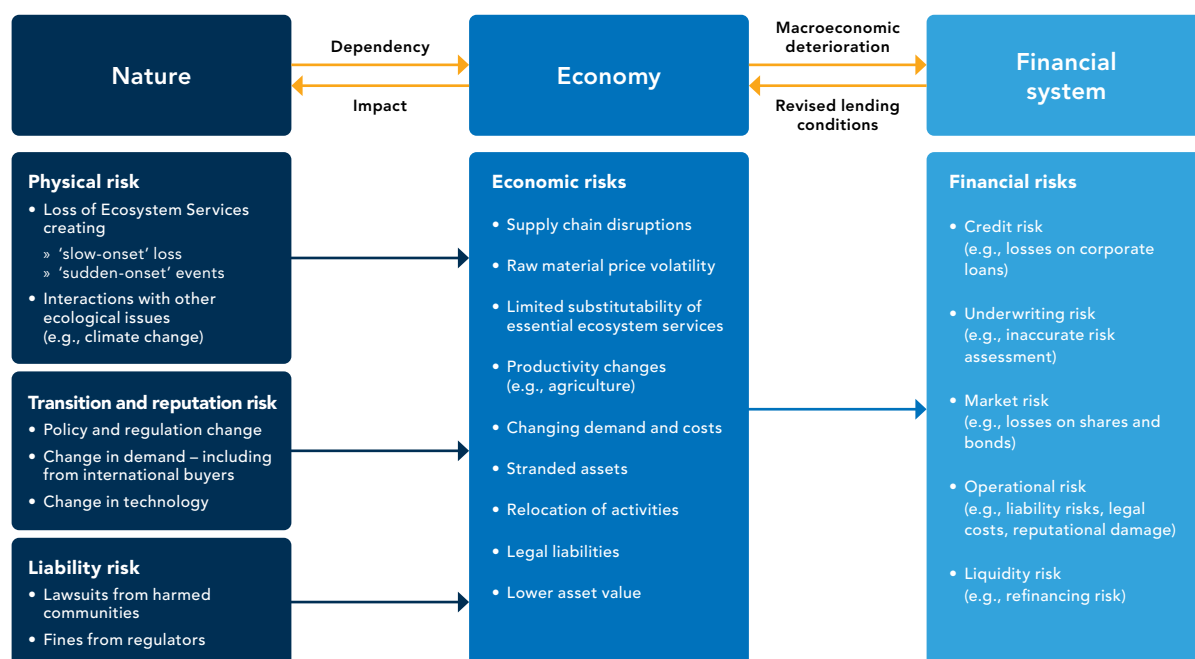 Nature
Dependency
Impact
Economy
Macroeconomic
deterioration
Revised lending
conditions
Financial
system
Physical risk
• Loss of Ecosystem Services
creating
» ‘slow-onset’ loss
» ‘sudden-onset’ events
• Interactions with other
ecological issues
(e.g., climate change)
Transition and reputation risk
• Policy and regulation change
• Change in demand – including
from international buyers
• Change in technology
Liability risk
• Lawsuits from harmed
communities
• Fines from regulators
Economic risks
• Supply chain disruptions
• Raw material price volatility
• Limited substitutability of
essential ecosystem services
• Productivity changes
(e.g., agriculture)
• Changing demand and costs
• Stranded assets
• Relocation of activities
• Legal liabilities
• Lower asset value
Financial risks
• Credit risk
(e.g., losses on corporate
loans)
• Underwriting risk
(e.g., inaccurate risk
assessment)
• Market risk
(e.g., losses on shares and
bonds)
• Operational risk
(e.g., liability risks, legal
costs, reputational damage)
• Liquidity risk
(e.g., refinancing risk)